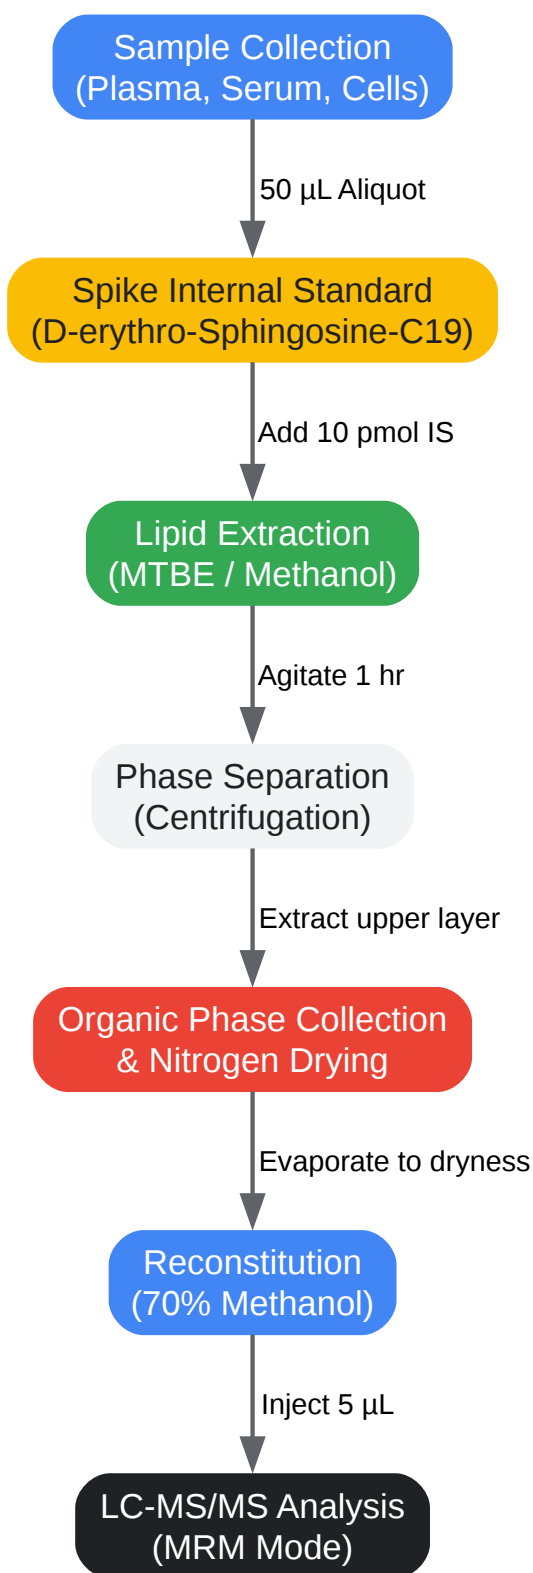 Sample Collection
(Plasma, Serum, Cells)
50 µL Aliquot
Spike Internal Standard
(D-erythro-Sphingosine-C19)
Add 10 pmol IS
Lipid Extraction
(MTBE / Methanol)
Agitate 1 hr
Phase Separation
(Centrifugation)
Extract upper layer
Organic Phase Collection
& Nitrogen Drying
Evaporate to dryness
Reconstitution
(70% Methanol)
Inject 5 µL
LC-MS/MS Analysis
(MRM Mode)